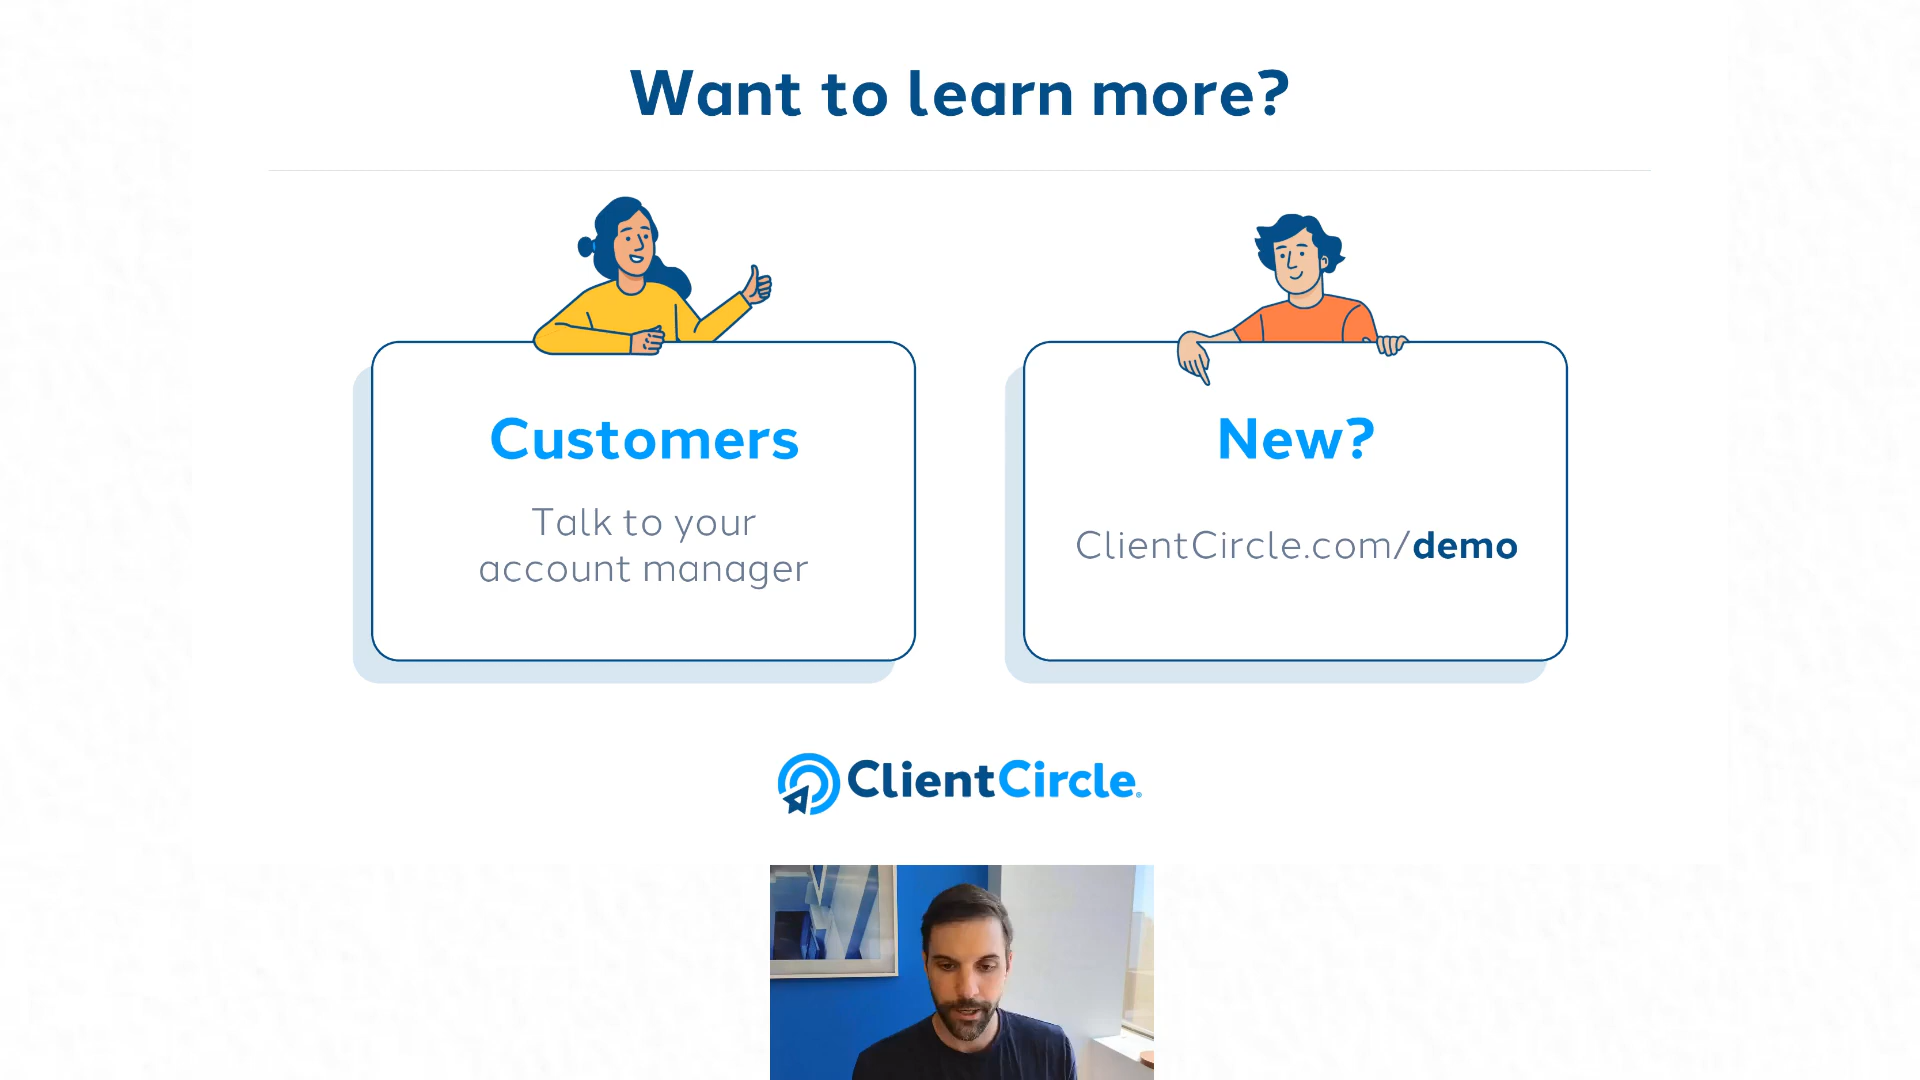 Want to learn more?
Customers
Talk to your
account manager
New?
ClientCircle.com/demo
ClientCircle®